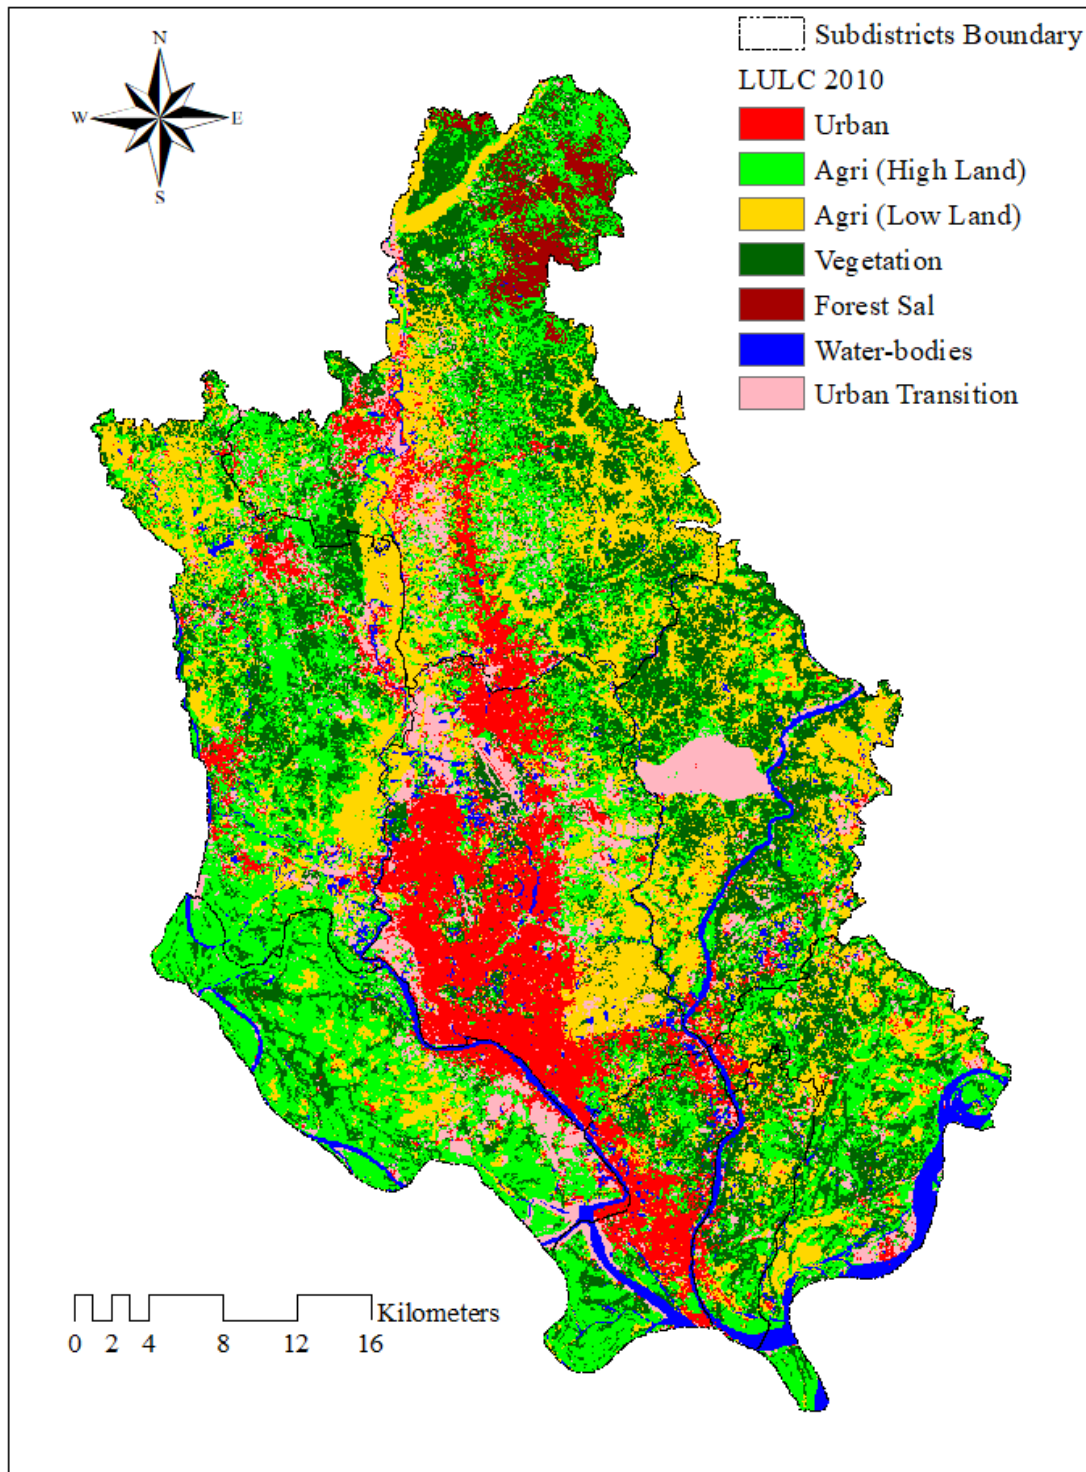 N
W E
S
Subdistricts Boundary
LULC 2010
Urban
Agri (High Land)
Agri (Low Land)
Vegetation
Forest Sal
Water-bodies
Urban Transition
Kilometers
0 2 4 8 12 16